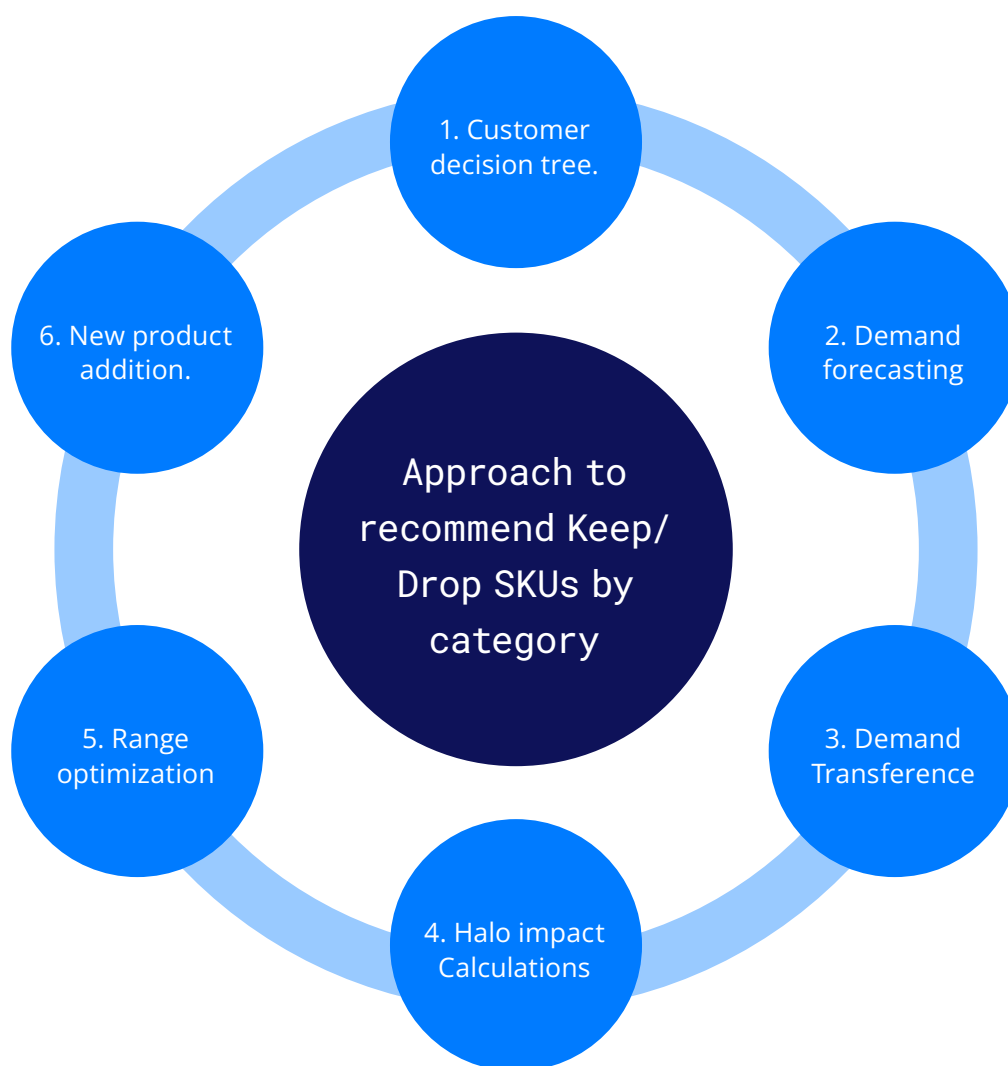 1. Customer
decision tree.
2. Demand
forecasting
3. Demand
Transference
4. Halo impact
Calculations
5. Range
optimization
6. New product
addition.
Approach to
recommend Keep/
Drop SKUs by
category